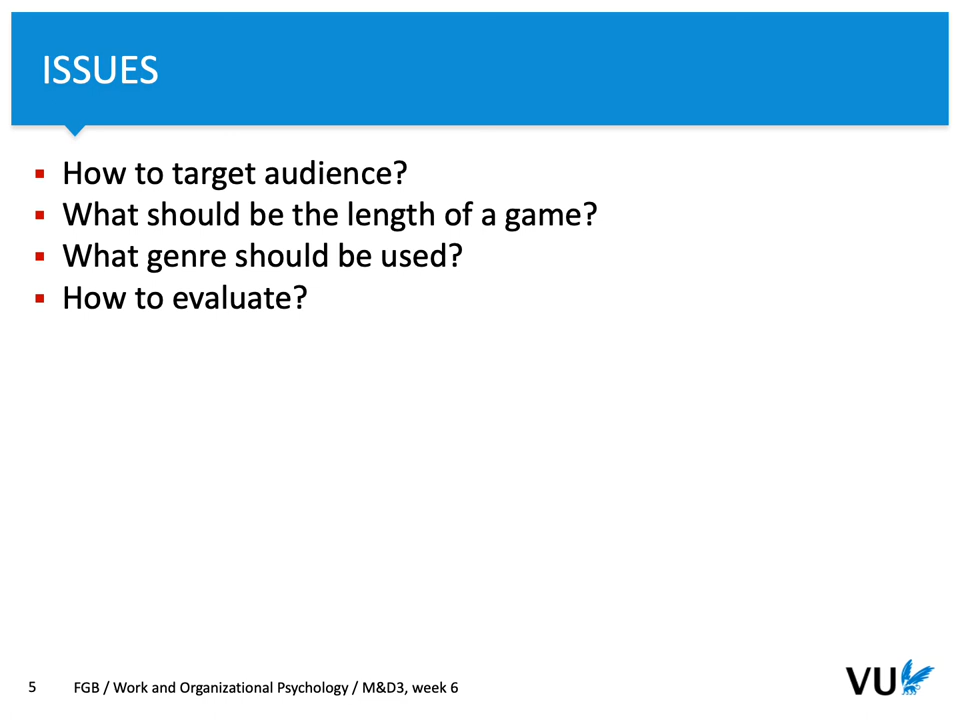 ISSUES
▪ How to target audience?
▪ What should be the length of a game?
▪ What genre should be used?
▪ How to evaluate?
5 FGB / Work and Organizational Psychology / M&D3, week 6
VU